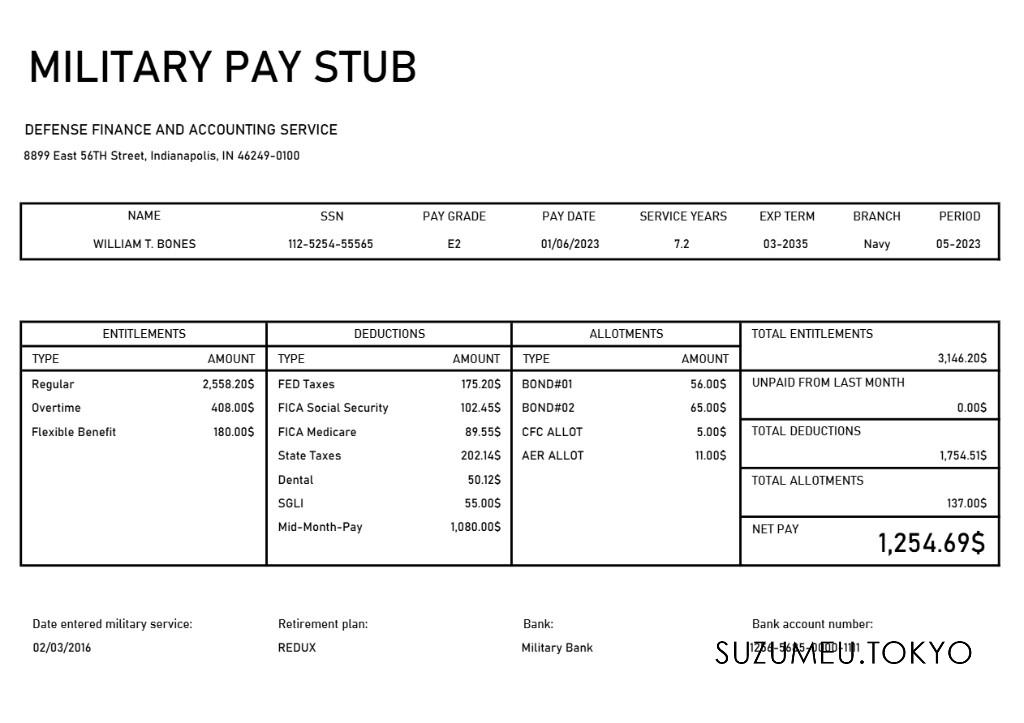 MILITARY PAY STUB
DEFENSE FINANCE AND ACCOUNTING SERVICE
8899 East 56TH Street, Indianapolis, IN 46249-0100
NAME SSN PAY GRADE PAY DATE SERVICE YEARS EXP TERM BRANCH PERIOD
WILLIAM T. BONES 112-5254-55565 E2 01/06/2023 7.2 03-2035 Navy 05-2023
ENTITLEMENTS DEDUCTIONS ALLOTMENTS TOTAL ENTITLEMENTS
TYPE AMOUNT TYPE AMOUNT TYPE AMOUNT 3,146.20$
Regular 2,558.20$ FED Taxes 175.20$ BOND#01 56.00$ UNPAID FROM LAST MONTH
Overtime 408.00$ FICA Social Security 102.45$ BOND#02 65.00$ 0.00$
Flexible Benefit 180.00$ FICA Medicare 89.55$ CFC ALLOT 5.00$ TOTAL DEDUCTIONS
State Taxes 202.14$ AER ALLOT 11.00$ 1,754.51$
Dental 50.12$ TOTAL ALLOTMENTS
SGLI 55.00$ 137.00$
Mid-Month-Pay 1,080.00$ NET PAY
1,254.69$
Date entered military service: Retirement plan: Bank: Bank account number:
02/03/2016 REDUX Military Bank
SUZUMEU.TOKYO